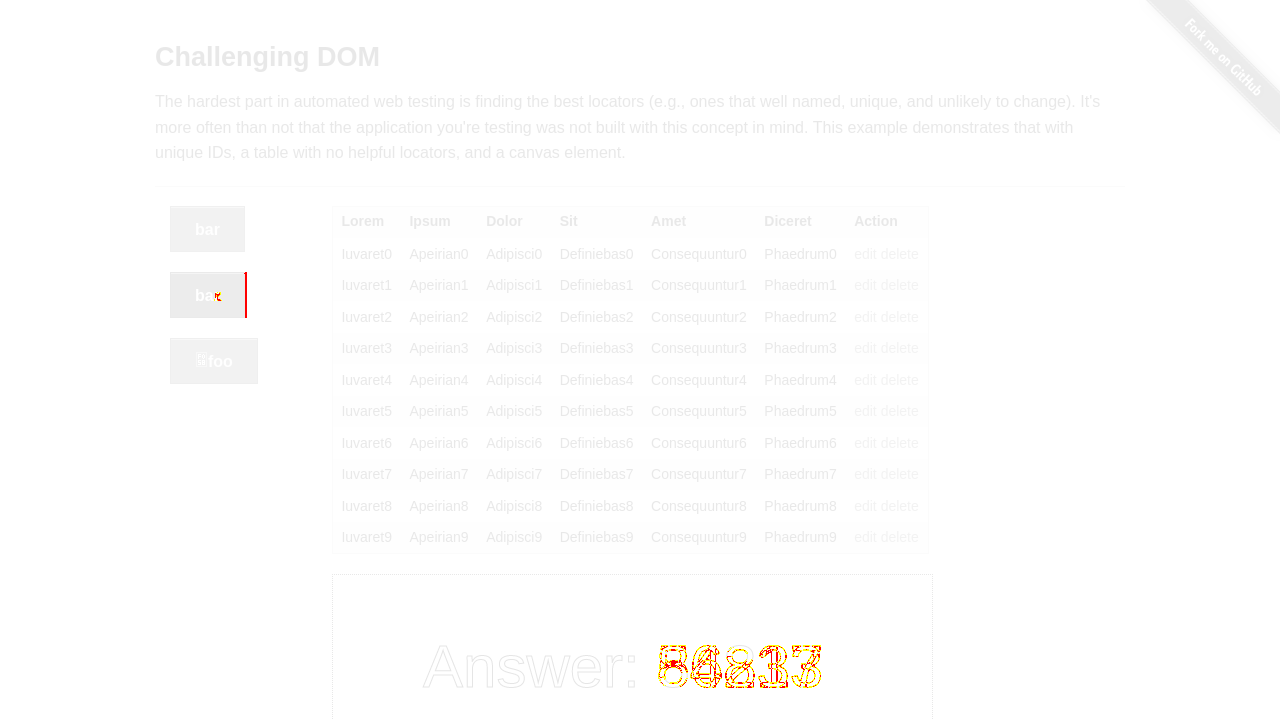 Fork me on GitHub
Challenging DOM
The hardest part in automated web testing is finding the best locators (e.g., ones that well named, unique, and unlikely to change). It's
more often than not that the application you're testing was not built with this concept in mind. This example demonstrates that with
unique IDs, a table with no helpful locators, and a canvas element.
bar
foo
Lorem Ipsum Dolor Sit Amet Diceret Action
Iuvaret0 Apeirian0 Adipisci0 Definiebas0 Consequuntur0 Phaedrum0 edit delete
Iuvaret1 Apeirian1 Adipisci1 Definiebas1 Consequuntur1 Phaedrum1 edit delete
Iuvaret2 Apeirian2 Adipisci2 Definiebas2 Consequuntur2 Phaedrum2 edit delete
Iuvaret3 Apeirian3 Adipisci3 Definiebas3 Consequuntur3 Phaedrum3 edit delete
Iuvaret4 Apeirian4 Adipisci4 Definiebas4 Consequuntur4 Phaedrum4 edit delete
Iuvaret5 Apeirian5 Adipisci5 Definiebas5 Consequuntur5 Phaedrum5 edit delete
Iuvaret6 Apeirian6 Adipisci6 Definiebas6 Consequuntur6 Phaedrum6 edit delete
Iuvaret7 Apeirian7 Adipisci7 Definiebas7 Consequuntur7 Phaedrum7 edit delete
Iuvaret8 Apeirian8 Adipisci8 Definiebas8 Consequuntur8 Phaedrum8 edit delete
Iuvaret9 Apeirian9 Adipisci9 Definiebas9 Consequuntur9 Phaedrum9 edit delete
Answer: